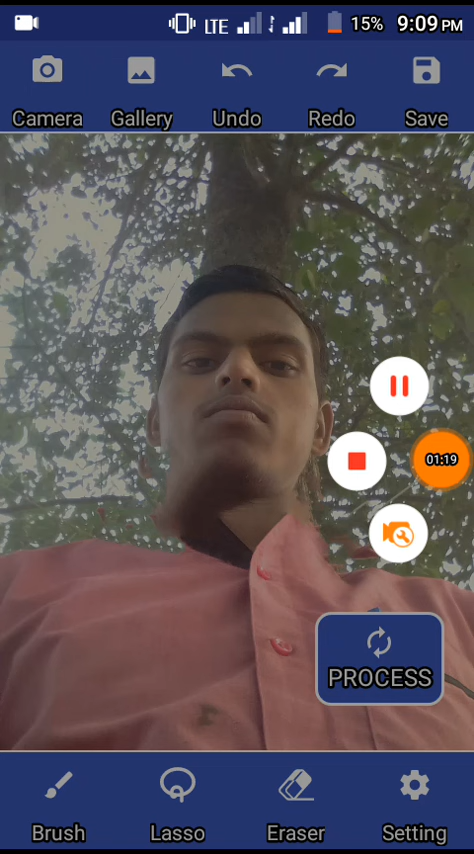 LTE 15% 9:09 PM
Camera Gallery Undo Redo Save
01:19
PROCESS
Brush Lasso Eraser Setting